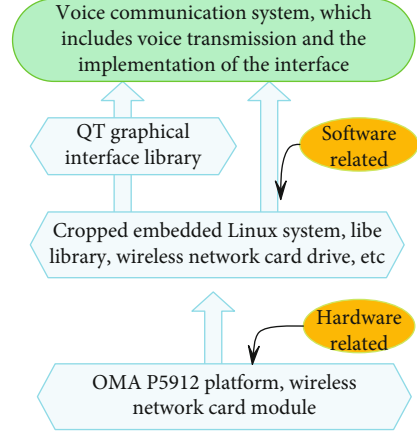 Voice communication system, which
includes voice transmission and the
implementation of the interface
QT graphical
interface library
Software
related
Cropped embedded Linux system, libe
library, wireless network card drive, etc
Hardware
related
OMA P5912 platform, wireless
network card module